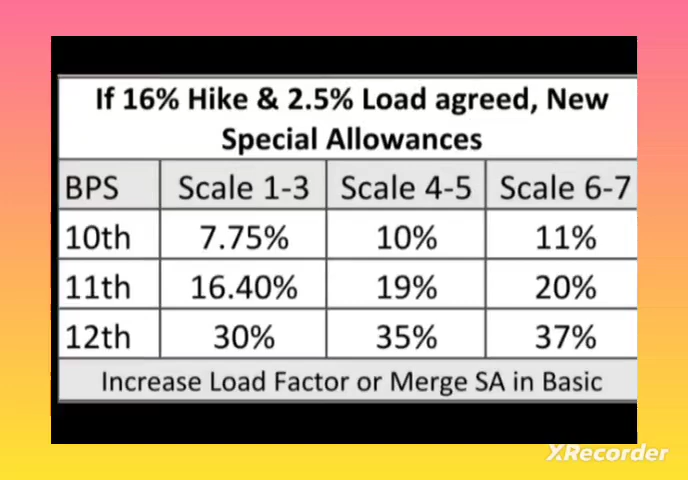 If 16% Hike & 2.5% Load agreed, New
Special Allowances
BPS Scale 1-3 Scale 4-5 Scale 6-7
10th 7.75% 10% 11%
11th 16.40% 19% 20%
12th 30% 35% 37%
Increase Load Factor or Merge SA in Basic
XRecorder